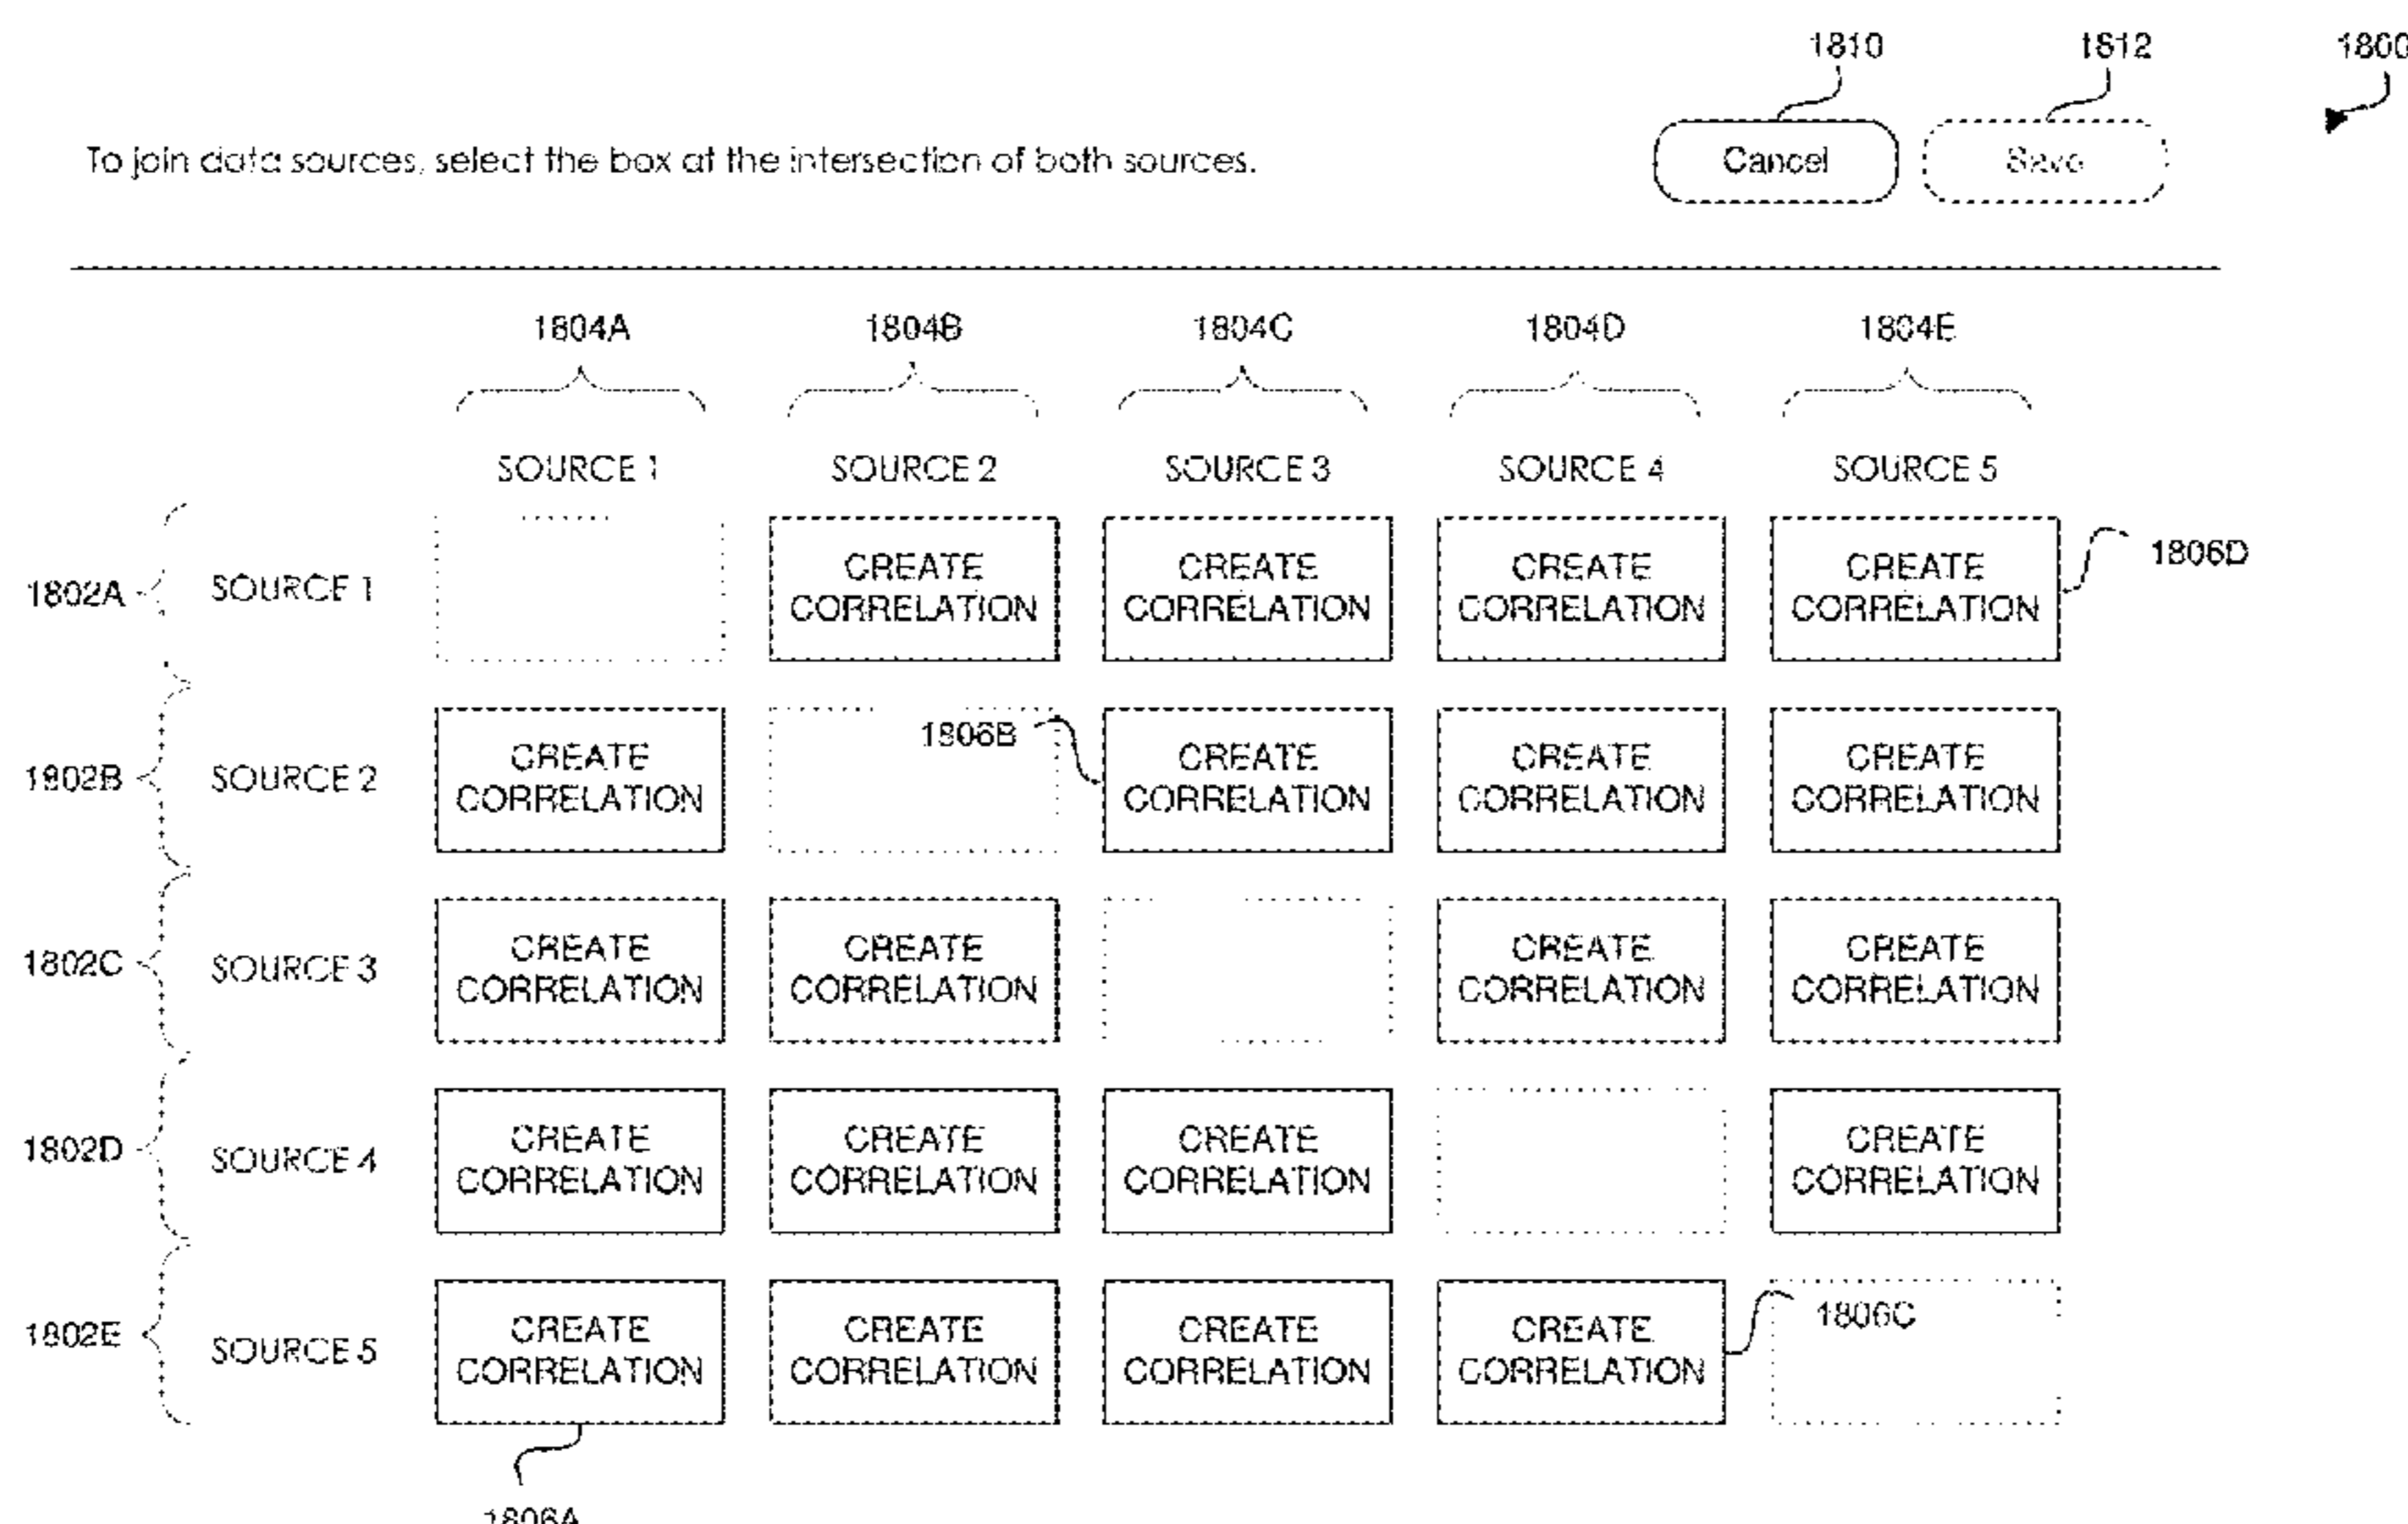 1810 1812 1800
To join data sources, select the box at the intersection of both sources. Cancel Save
1804A 1804B 1804C 1804D 1804E
SOURCE 1 SOURCE 2 SOURCE 3 SOURCE 4 SOURCE 5
1802A SOURCE 1 CREATE CORRELATION CREATE CORRELATION CREATE CORRELATION CREATE CORRELATION 1806D
1802B SOURCE 2 CREATE CORRELATION 1806B CREATE CORRELATION CREATE CORRELATION CREATE CORRELATION
1802C SOURCE 3 CREATE CORRELATION CREATE CORRELATION CREATE CORRELATION CREATE CORRELATION
1802D SOURCE 4 CREATE CORRELATION CREATE CORRELATION CREATE CORRELATION CREATE CORRELATION
1802E SOURCE 5 CREATE CORRELATION CREATE CORRELATION CREATE CORRELATION CREATE CORRELATION 1806C
1806A